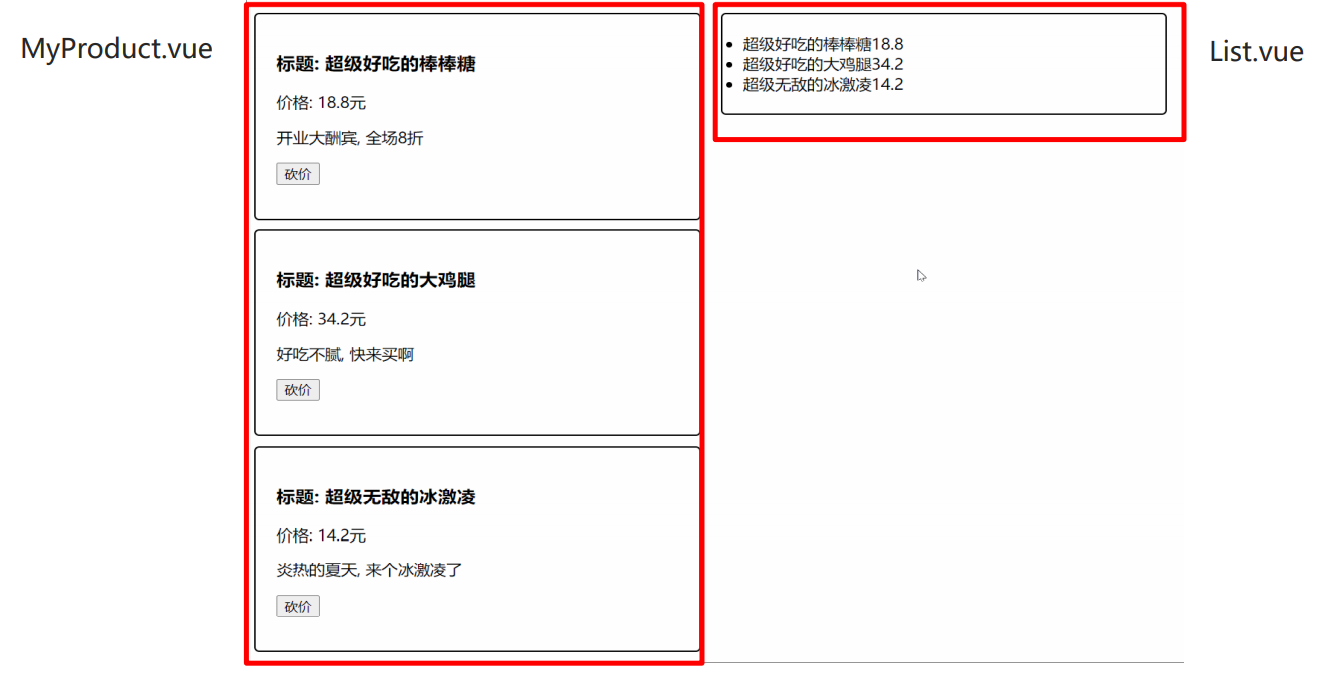 MyProduct.vue
标题: 超级好吃的棒棒糖
价格: 18.8元
开业大酬宾, 全场8折
砍价
标题: 超级好吃的大鸡腿
价格: 34.2元
好吃不腻, 快来买啊
砍价
标题: 超级无敌的冰激凌
价格: 14.2元
炎热的夏天, 来个冰激凌了
砍价
超级好吃的棒棒糖18.8
超级好吃的大鸡腿34.2
超级无敌的冰激凌14.2
List.vue